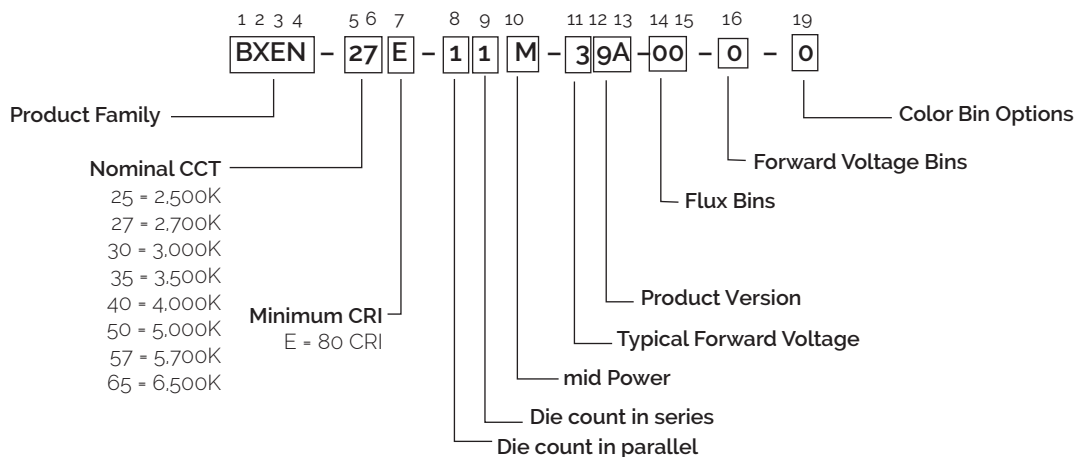 1 2 3 4 5 6 7 8 9 10 11 12 13 14 15 16 19
BXEN – 27 E – 1 1 M – 3 9A –00 – 0 – 0
Product Family
Color Bin Options
Nominal CCT
Forward Voltage Bins
25 = 2,500K
Flux Bins
27 = 2,700K
30 = 3,000K
35 = 3,500K
40 = 4,000K
50 = 5,000K
57 = 5,700K
65 = 6,500K
Minimum CRI
E = 80 CRI
Product Version
Typical Forward Voltage
mid Power
Die count in series
Die count in parallel